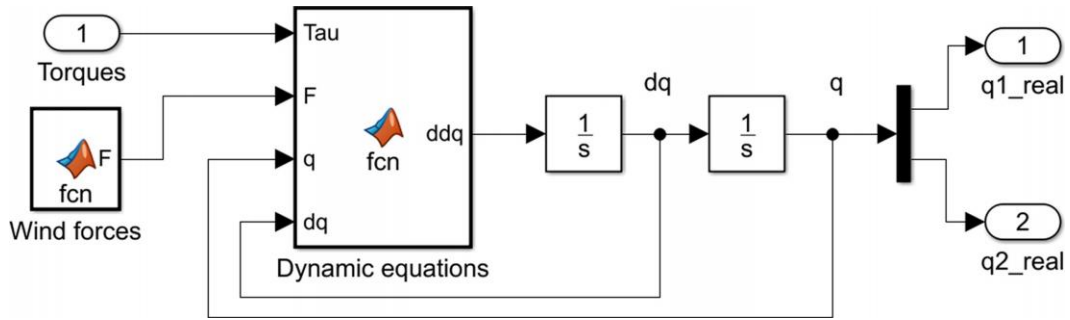 1
Torques
F
fcn
Wind forces
Tau
F
q
dq
fcn
ddq
Dynamic equations
1
s
dq
1
s
q
1
q1_real
2
q2_real